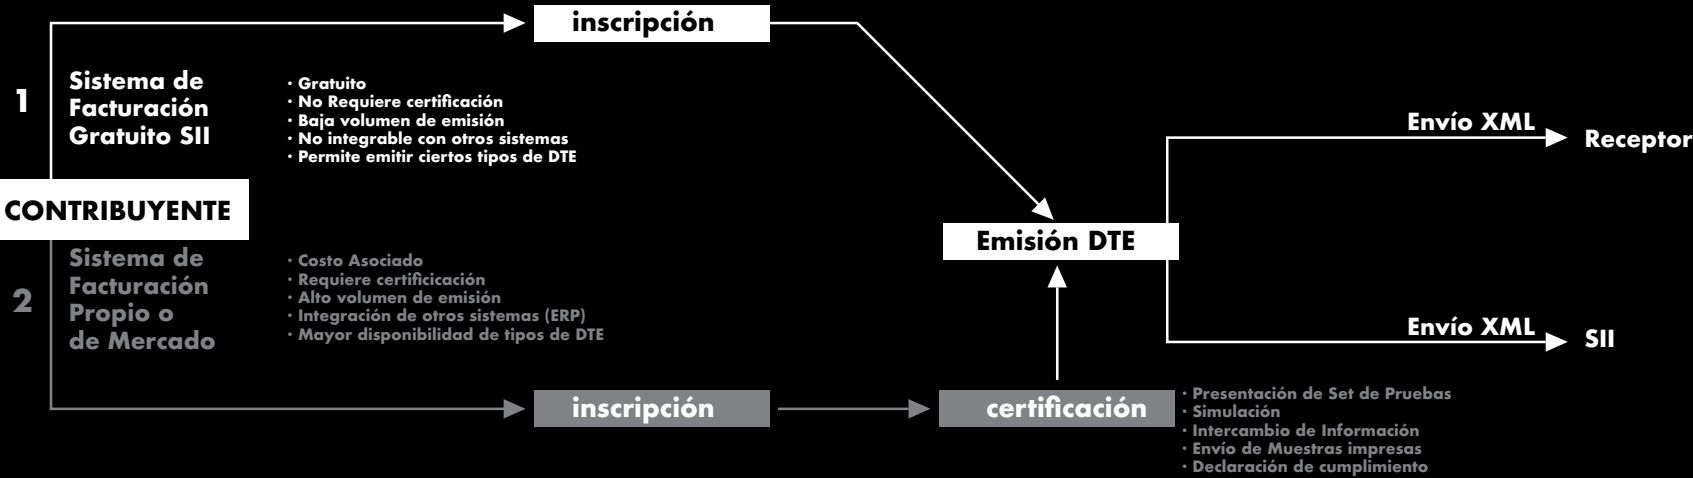 inscripción
1
Sistema de
Facturación
Gratuito SII
· Gratuito
· No Requiere certificación
· Baja volumen de emisión
· No integrable con otros sistemas
· Permite emitir ciertos tipos de DTE
Envío XML
Receptor
CONTRIBUYENTE
Emisión DTE
2
Sistema de
Facturación
Propio o
de Mercado
· Costo Asociado
· Requiere certificicación
· Alto volumen de emisión
· Integración de otros sistemas (ERP)
· Mayor disponibilidad de tipos de DTE
Envío XML
SII
inscripción
certificación
· Presentación de Set de Pruebas
· Simulación
· Intercambio de Información
· Envío de Muestras impresas
· Declaración de cumplimiento